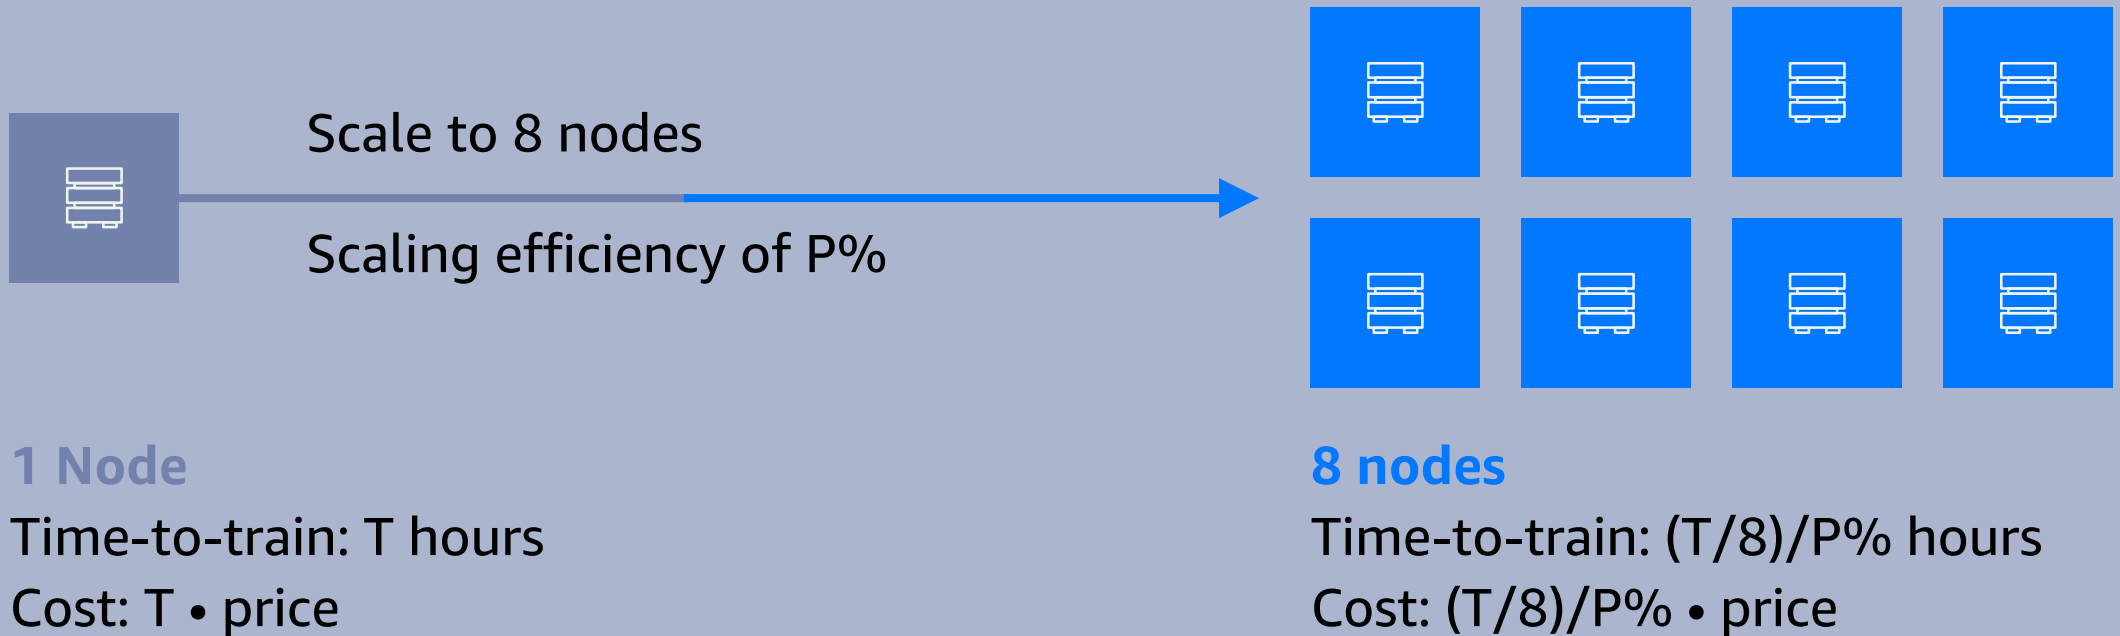 Scale to 8 nodes
Scaling efficiency of P%
1 Node
Time-to-train: T hours
Cost: T • price
8 nodes
Time-to-train: (T/8)/P% hours
Cost: (T/8)/P% • price